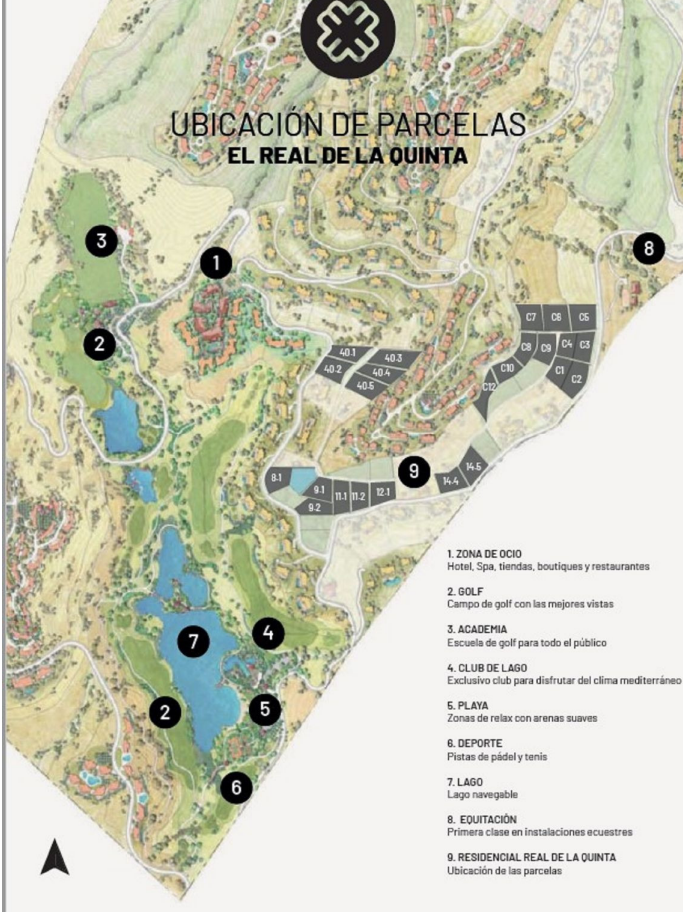 UBICACIÓN DE PARCELAS
EL REAL DE LA QUINTA
3
1
8
2
C7 C6 C5
C8 C9 C4 C3
40.1 40.3
40.2 40.4
40.5
C10 C1
C12 C2
9
8.1 9.1 11.1 11.2 12.1 14.4 14.5
9.2
4
7
2
5
6
1. ZONA DE OCIO
Hotel, Spa, tiendas, boutiques y restaurantes
2. GOLF
Campo de golf con las mejores vistas
3. ACADEMIA
Escuela de golf para todo el público
4. CLUB DE LAGO
Exclusivo club para disfrutar del clima mediterráneo
5. PLAYA
Zonas de relax con arenas suaves
6. DEPORTE
Pistas de pádel y tenis
7. LAGO
Lago navegable
8. EQUITACIÓN
Primera clase en instalaciones ecuestres
9. RESIDENCIAL REAL DE LA QUINTA
Ubicación de las parcelas